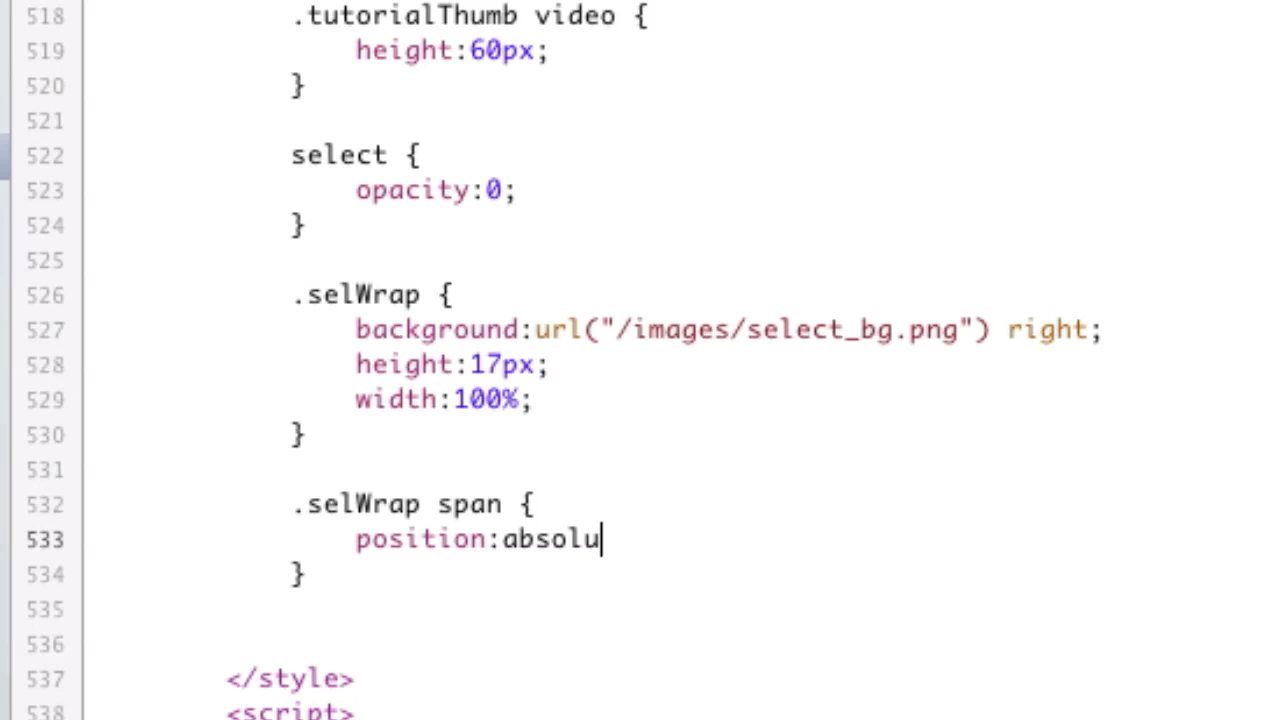 518 .tutorialThumb video {
519 height:60px;
520 }
521
522 select {
523 opacity:0;
524 }
525
526 .selWrap {
527 background:url("/images/select_bg.png") right;
528 height:17px;
529 width:100%;
530 }
531
532 .selWrap span {
533 position:absolu
534 }
535
536
537 </style>
538 <script>